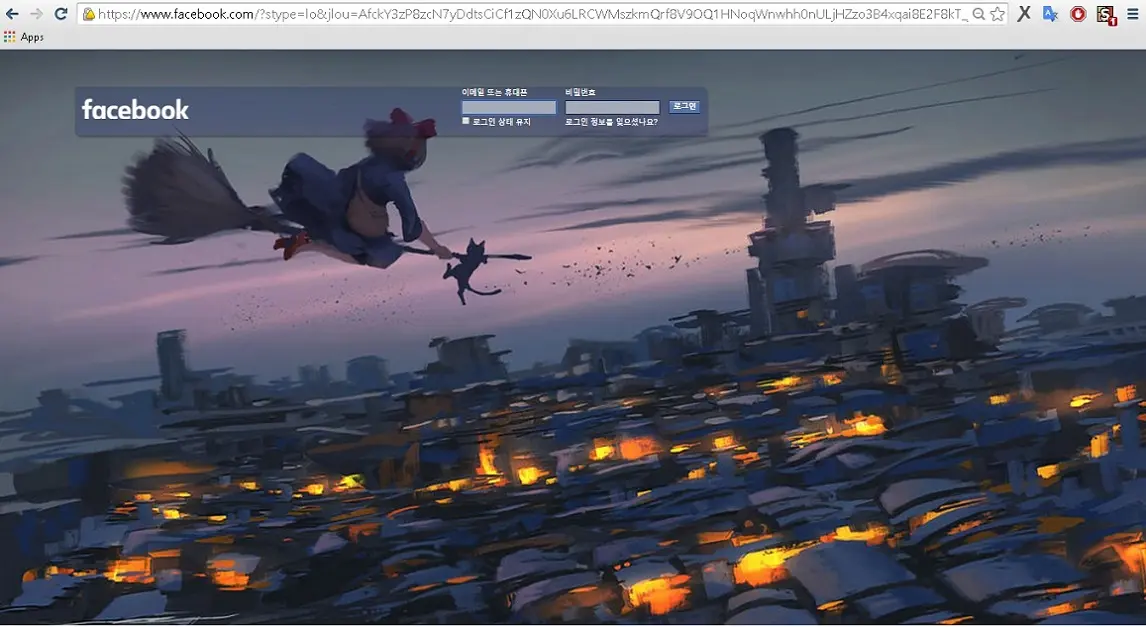 https://www.facebook.com/?stype=lo&jlou=AfckY3zP8zcN7yDdtsCiCf1zQN0Xu6LRCWMszkmQrf8V9OQ1HNoqWnwhh0nULjHZzo3B4xqai8E2F8kT_
Apps
facebook
이메일 또는 휴대폰
비밀번호
로그인
로그인 상태 유지
로그인 정보를 잊으셨나요?